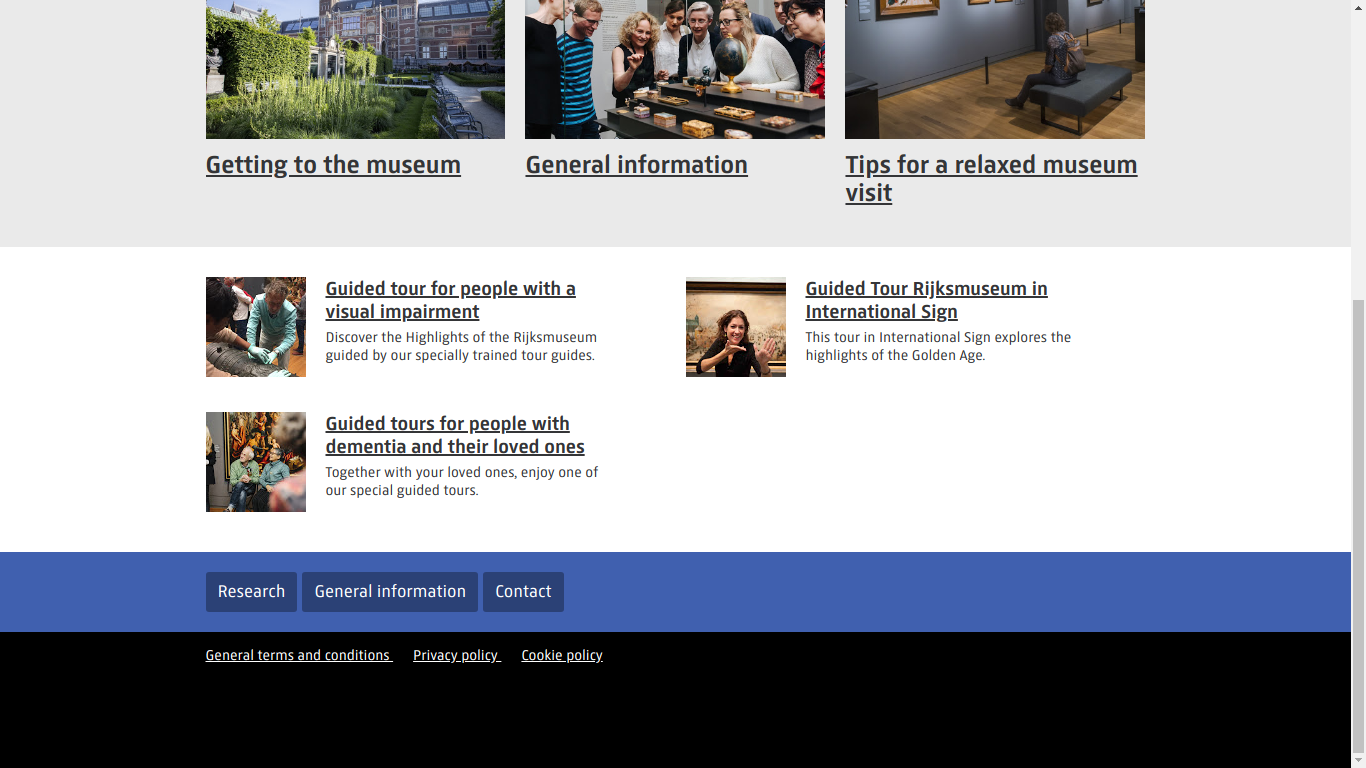 Getting to the museum
General information
Tips for a relaxed museum
visit
Guided tour for people with a
visual impairment
Discover the Highlights of the Rijksmuseum
guided by our specially trained tour guides.
Guided Tour Rijksmuseum in
International Sign
This tour in International Sign explores the
highlights of the Golden Age.
Guided tours for people with
dementia and their loved ones
Together with your loved ones, enjoy one of
our special guided tours.
Research General information Contact
General terms and conditions Privacy policy Cookie policy